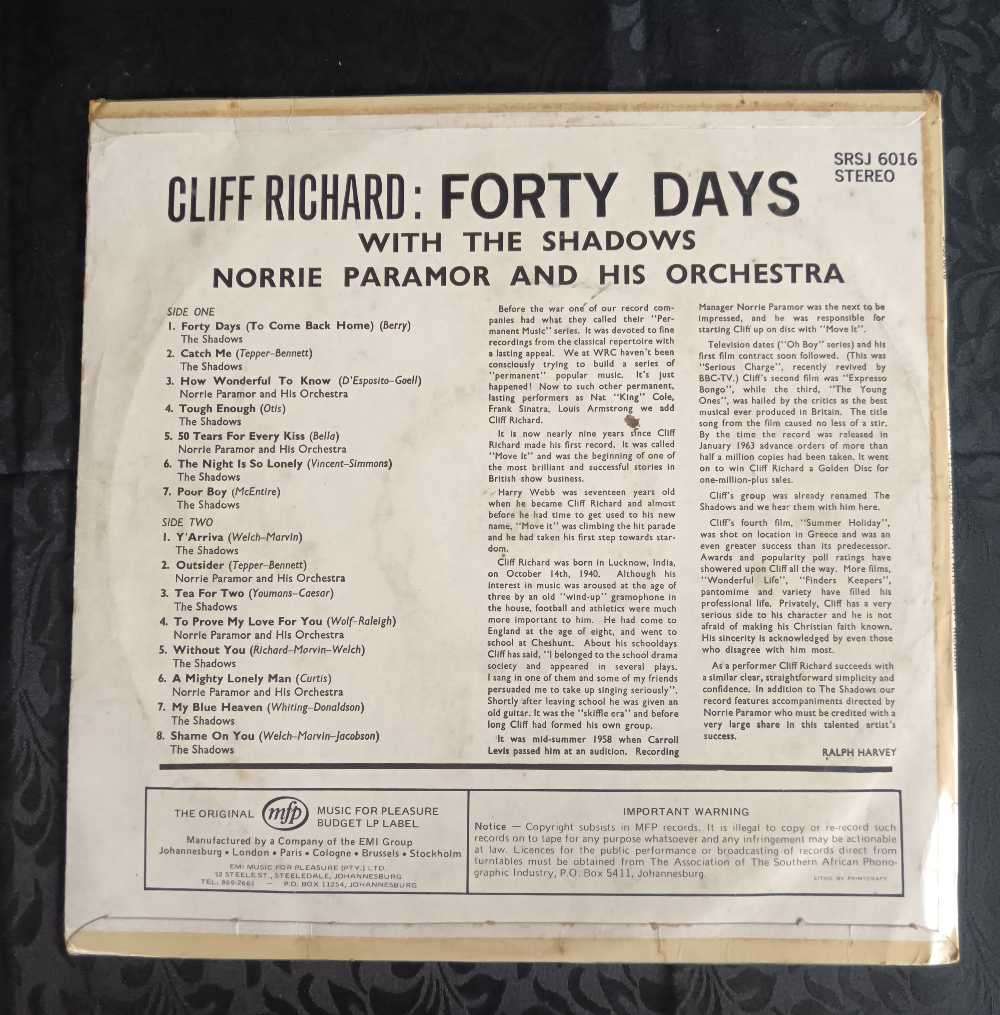 SRSJ 6016
STEREO
CLIFF RICHARD: FORTY DAYS
WITH THE SHADOWS
NORRIE PARAMOR AND HIS ORCHESTRA
SIDE ONE
1. Forty Days (To Come Back Home) (Berry)
The Shadows
2. Catch Me (Tepper–Bennett)
The Shadows
3. How Wonderful To Know (D'Esposito–Goell)
Norrie Paramor and His Orchestra
4. Tough Enough (Otis)
The Shadows
5. 50 Tears For Every Kiss (Bella)
Norrie Paramor and His Orchestra
6. The Night Is So Lonely (Vincent–Simmons)
The Shadows
7. Poor Boy (McEntire)
The Shadows
SIDE TWO
1. Y'Arriva (Welch–Marvin)
The Shadows
2. Outsider (Tepper–Bennett)
Norrie Paramor and His Orchestra
3. Tea For Two (Youmans–Caesar)
The Shadows
4. To Prove My Love For You (Wolf–Raleigh)
Norrie Paramor and His Orchestra
5. Without You (Richard–Marvin–Welch)
The Shadows
6. A Mighty Lonely Man (Curtis)
Norrie Paramor and His Orchestra
7. My Blue Heaven (Whiting–Donaldson)
The Shadows
8. Shame On You (Welch–Marvin–Jacobson)
The Shadows
Before the war one of our record com-
panies had what they called their "Per-
manent Music" series. It was devoted to fine
recordings from the classical repertoire with
a lasting appeal. We at WRC haven't been
consciously trying to build a series of
"permanent" popular music. It's just
happened! Now to such other permanent,
lasting performers as Nat "King" Cole,
Frank Sinatra, Louis Armstrong we add
Cliff Richard.
It is now nearly nine years since Cliff
Richard made his first record. It was called
"Move It" and was the beginning of one of
the most brilliant and successful stories in
British show business.
Harry Webb was seventeen years old
when he became Cliff Richard and almost
before he had time to get used to his new
name, "Move it" was climbing the hit parade
and he had taken his first step towards star-
dom.
Cliff Richard was born in Lucknow, India,
on October 14th, 1940. Although his
interest in music was aroused at the age of
three by an old "wind-up" gramophone in
the house, football and athletics were much
more important to him. He had come to
England at the age of eight, and went to
school at Cheshunt. About his schooldays
Cliff has said, "I belonged to the school drama
society and appeared in several plays.
I sang in one of them and some of my friends
persuaded me to take up singing seriously".
Shortly after leaving school he was given an
old guitar. It was the "skiffle era" and before
long Cliff had formed his own group.
It was mid-summer 1958 when Carroll
Levis passed him at an audition. Recording
Manager Norrie Paramor was the next to be
impressed, and he was responsible for
starting Cliff up on disc with "Move It".
Television dates ("Oh Boy" series) and his
first film contract soon followed. (This was
"Serious Charge", recently revived by
BBC-TV.) Cliff's second film was "Expresso
Bongo", while the third, "The Young
Ones", was hailed by the critics as the best
musical ever produced in Britain. The title
song from the film caused no less of a stir.
By the time the record was released in
January 1963 advance orders of more than
half a million copies had been taken. It went
on to win Cliff Richard a Golden Disc for
one-million-plus sales.
Cliff's group was already renamed The
Shadows and we hear them with him here.
Cliff's fourth film, "Summer Holiday",
was shot on location in Greece and was an
even greater success than its predecessor.
Awards and popularity poll ratings have
showered upon Cliff all the way. More films,
"Wonderful Life", "Finders Keepers",
pantomime and variety have filled his
professional life. Privately, Cliff has a very
serious side to his character and he is not
afraid of making his Christian faith known.
His sincerity is acknowledged by even those
who disagree with him most.
As a performer Cliff Richard succeeds with
a similar clear, straightforward simplicity and
confidence. In addition to The Shadows our
record features accompaniments directed by
Norrie Paramor who must be credited with a
very large share in this talented artist's
success.
RALPH HARVEY
THE ORIGINAL mfp MUSIC FOR PLEASURE
BUDGET LP LABEL
Manufactured by a Company of the EMI Group
Johannesburg • London • Paris • Cologne • Brussels • Stockholm
EMI MUSIC FOR PLEASURE (PTY.) LTD.
12 STEELE ST., STEELEDALE, JOHANNESBURG
TEL: 869-2661 — P.O. BOX 11254, JOHANNESBURG
IMPORTANT WARNING
Notice — Copyright subsists in MFP records. It is illegal to copy or re-record such
records on to tape for any purpose whatsoever and any infringement may be actionable
at law. Licences for the public performance or broadcasting of records direct from
turntables must be obtained from The Association of The Southern African Phono-
graphic Industry, P.O. Box 5411, Johannesburg.
LITHO BY PRINTCRAFT